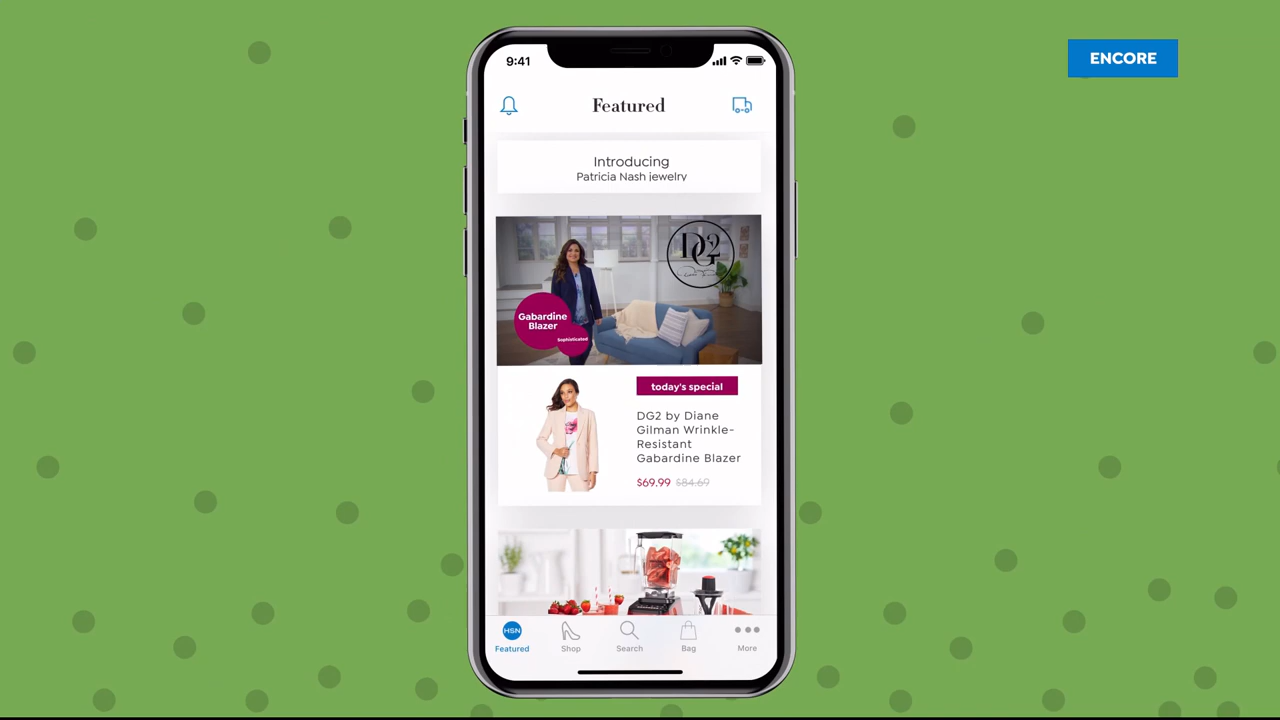 9:41
ENCORE
Featured
Introducing
Patricia Nash jewelry
DG2
Gabardine
Blazer
Sophisticated
today's special
DG2 by Diane
Gilman Wrinkle-
Resistant
Gabardine Blazer
$69.99 $84.69
HSN
Featured
Shop
Search
Bag
More